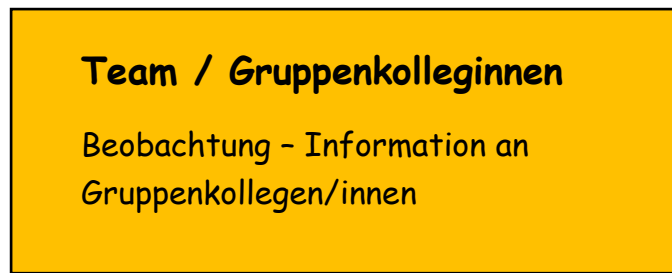 Team / Gruppenkolleginnen
Beobachtung – Information an
Gruppenkollegen/innen